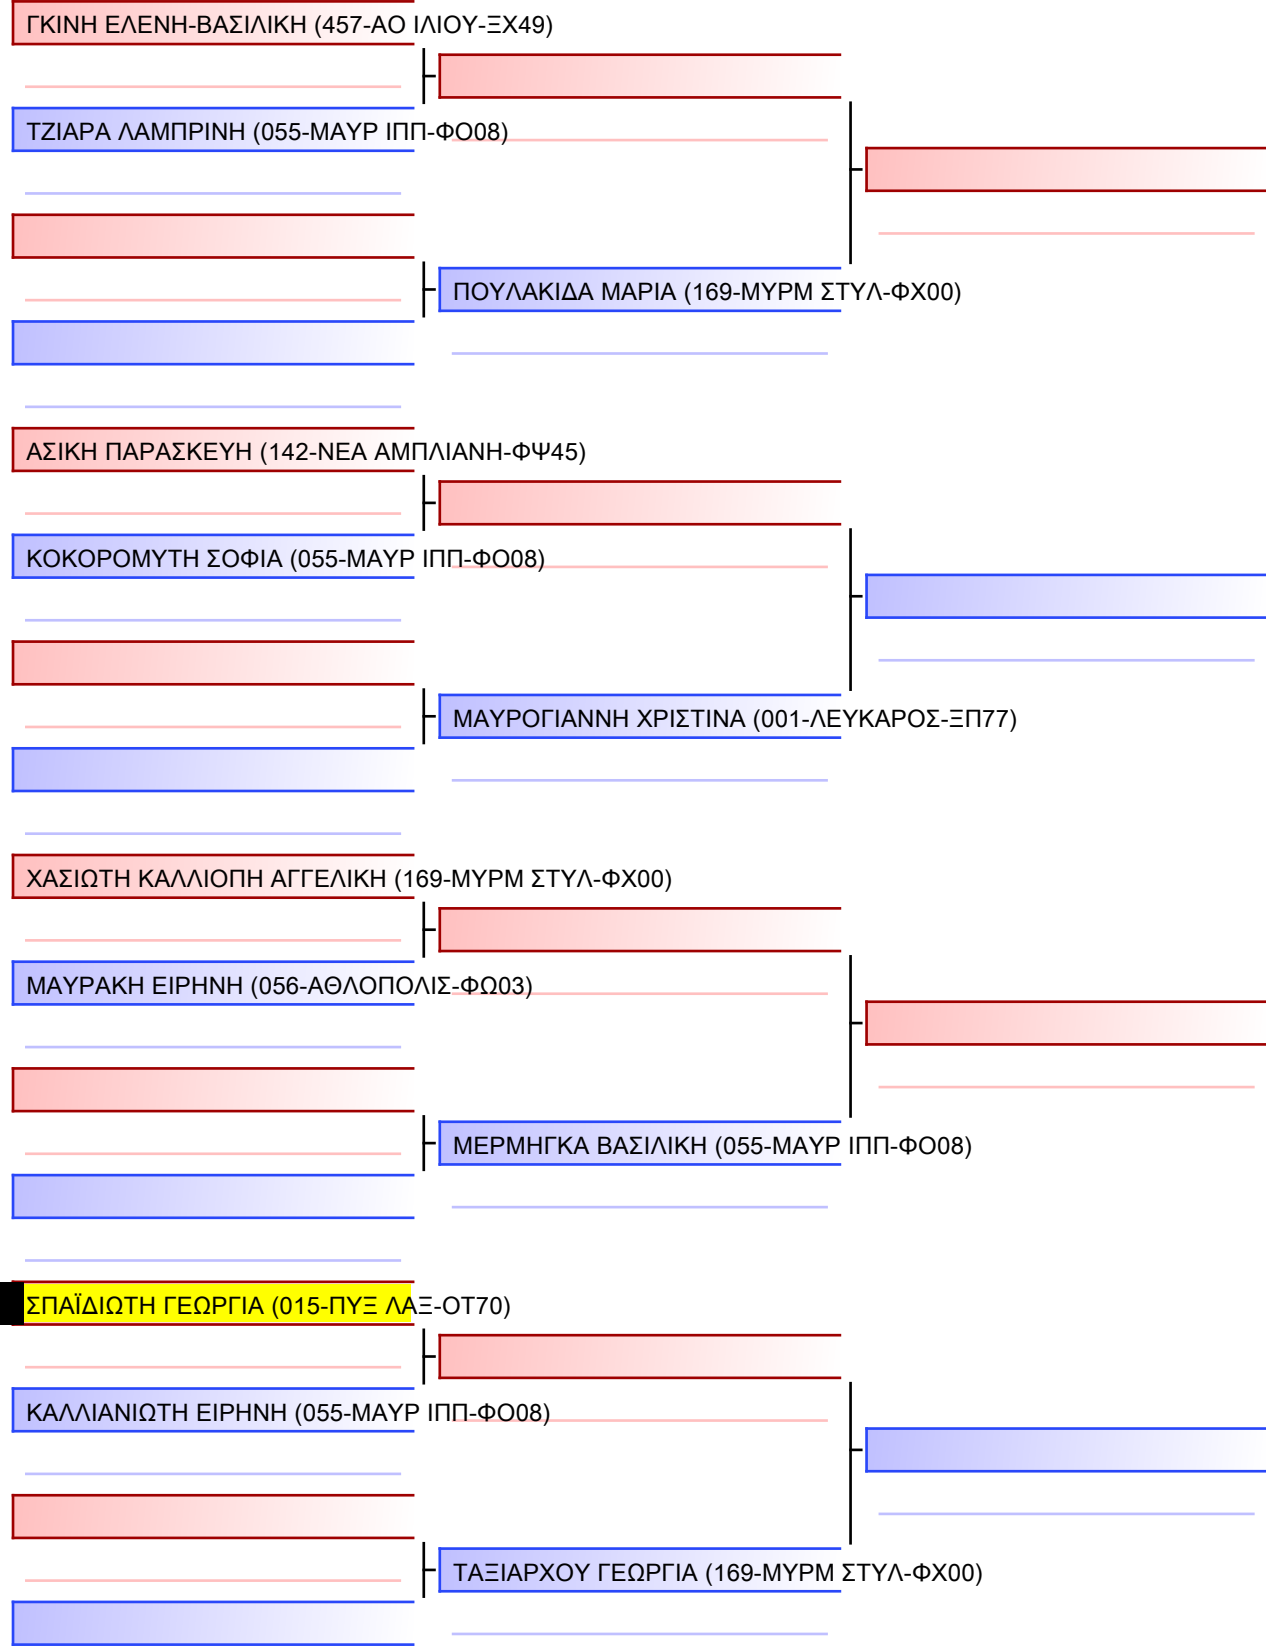 ΓΚΙΝΗ ΕΛΕΝΗ-ΒΑΣΙΛΙΚΗ (457-ΑΟ ΙΛΙΟΥ-ΞΧ49)
ΤΖΙΑΡΑ ΛΑΜΠΡΙΝΗ (055-ΜΑΥΡ ΙΠΠ-ΦΟ08)
ΠΟΥΛΑΚΙΔΑ ΜΑΡΙΑ (169-ΜΥΡΜ ΣΤΥΛ-ΦΧ00)
ΑΣΙΚΗ ΠΑΡΑΣΚΕΥΗ (142-ΝΕΑ ΑΜΠΛΙΑΝΗ-ΦΨ45)
ΚΟΚΟΡΟΜΥΤΗ ΣΟΦΙΑ (055-ΜΑΥΡ ΙΠΠ-ΦΟ08)
ΜΑΥΡΟΓΙΑΝΝΗ ΧΡΙΣΤΙΝΑ (001-ΛΕΥΚΑΡΟΣ-ΞΠ77)
ΧΑΣΙΩΤΗ ΚΑΛΛΙΟΠΗ ΑΓΓΕΛΙΚΗ (169-ΜΥΡΜ ΣΤΥΛ-ΦΧ00)
ΜΑΥΡΑΚΗ ΕΙΡΗΝΗ (056-ΑΘΛΟΠΟΛΙΣ-ΦΩ03)
ΜΕΡΜΗΓΚΑ ΒΑΣΙΛΙΚΗ (055-ΜΑΥΡ ΙΠΠ-ΦΟ08)
ΣΠΑΪΔΙΩΤΗ ΓΕΩΡΓΙΑ (015-ΠΥΞ ΛΑΞ-ΟΤ70)
ΚΑΛΛΙΑΝΙΩΤΗ ΕΙΡΗΝΗ (055-ΜΑΥΡ ΙΠΠ-ΦΟ08)
ΤΑΞΙΑΡΧΟΥ ΓΕΩΡΓΙΑ (169-ΜΥΡΜ ΣΤΥΛ-ΦΧ00)